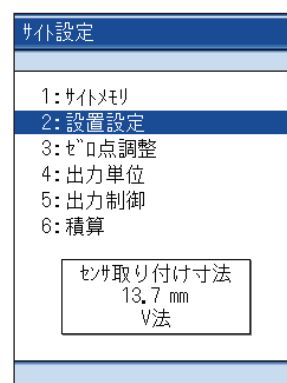 サイト設定
1:サイトメモリ
2:設置設定
3:ゼロ点調整
4:出力単位
5:出力制御
6:積算
センサ取り付け寸法
13.7 mm
V法